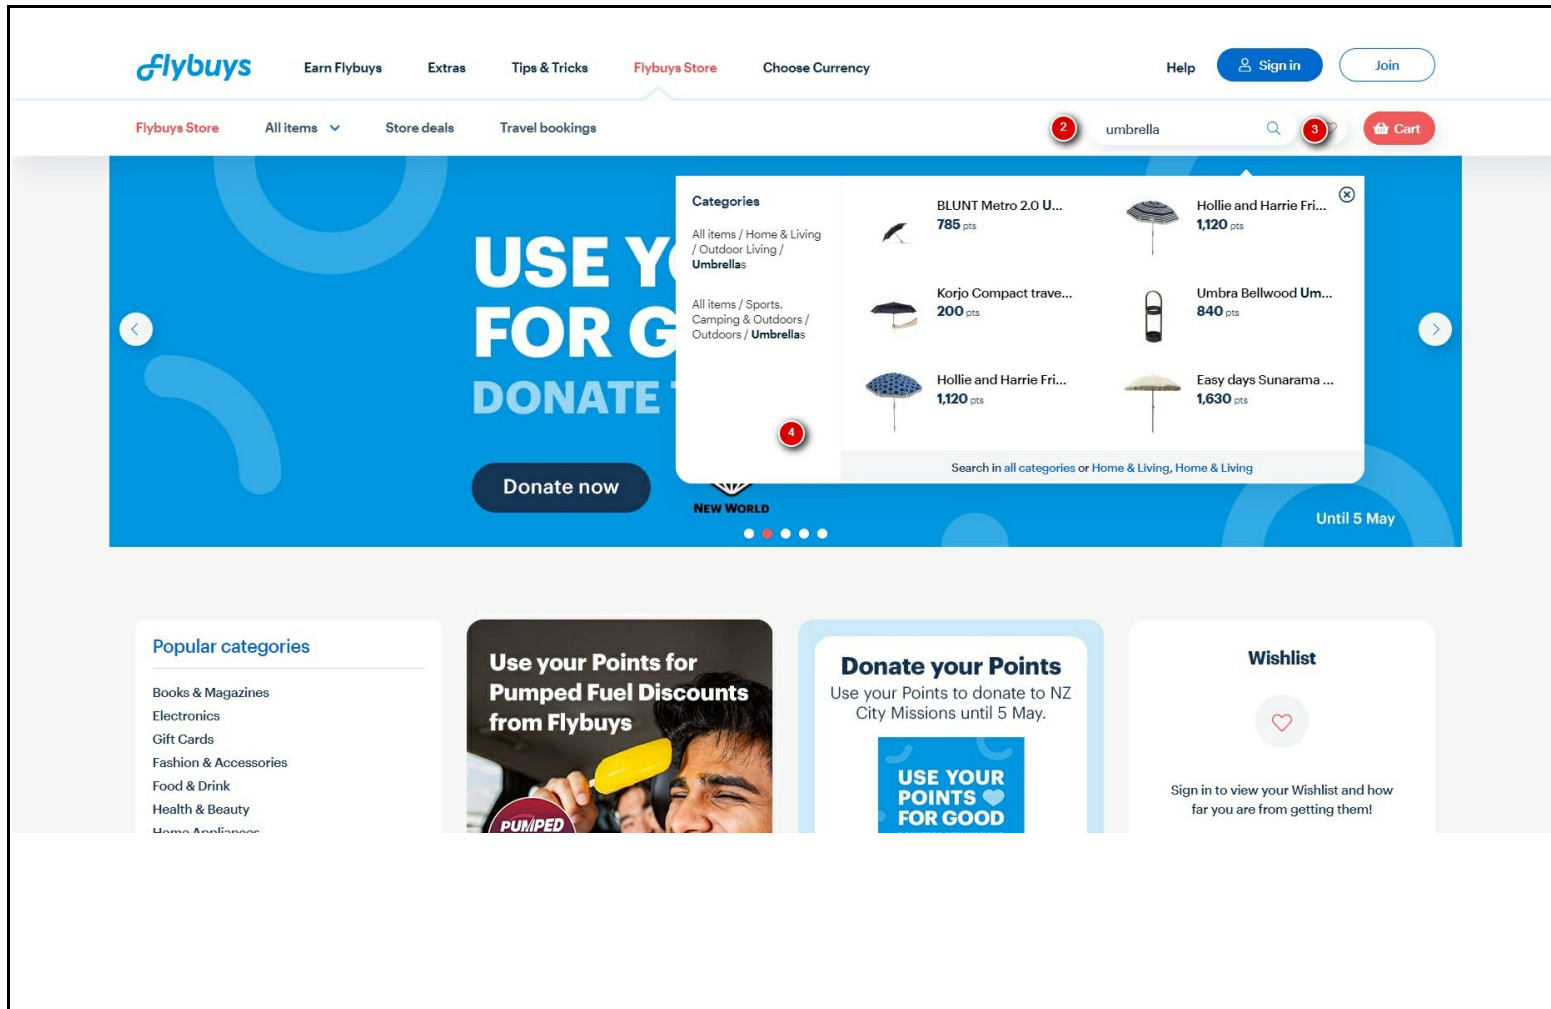 Flybuys
Earn Flybuys
Extras
Tips & Tricks
Flybuys Store
Choose Currency
Help
Sign in
Join
Flybuys Store
All items
Store deals
Travel bookings
2
umbrella
3
Cart
USE
FOR
DONATE
Donate now
NEW WORLD
Until 5 May
Categories
All items / Home & Living
/ Outdoor Living /
Umbrellas
All items / Sports,
Camping & Outdoors /
Outdoors / Umbrellas
4
BLUNT Metro 2.0 U...
785 pts
Hollie and Harrie Fri...
1,120 pts
Korjo Compact trave...
200 pts
Umbra Bellwood Um...
840 pts
Hollie and Harrie Fri...
1,120 pts
Easy days Sunarama ...
1,630 pts
Search in all categories or Home & Living, Home & Living
Popular categories
Books & Magazines
Electronics
Gift Cards
Fashion & Accessories
Food & Drink
Health & Beauty
Home Appliances
Use your Points for
Pumped Fuel Discounts
from Flybuys
PUMPED
Donate your Points
Use your Points to donate to NZ
City Missions until 5 May.
USE YOUR
POINTS
FOR GOOD
Wishlist
Sign in to view your Wishlist and how
far you are from getting them!